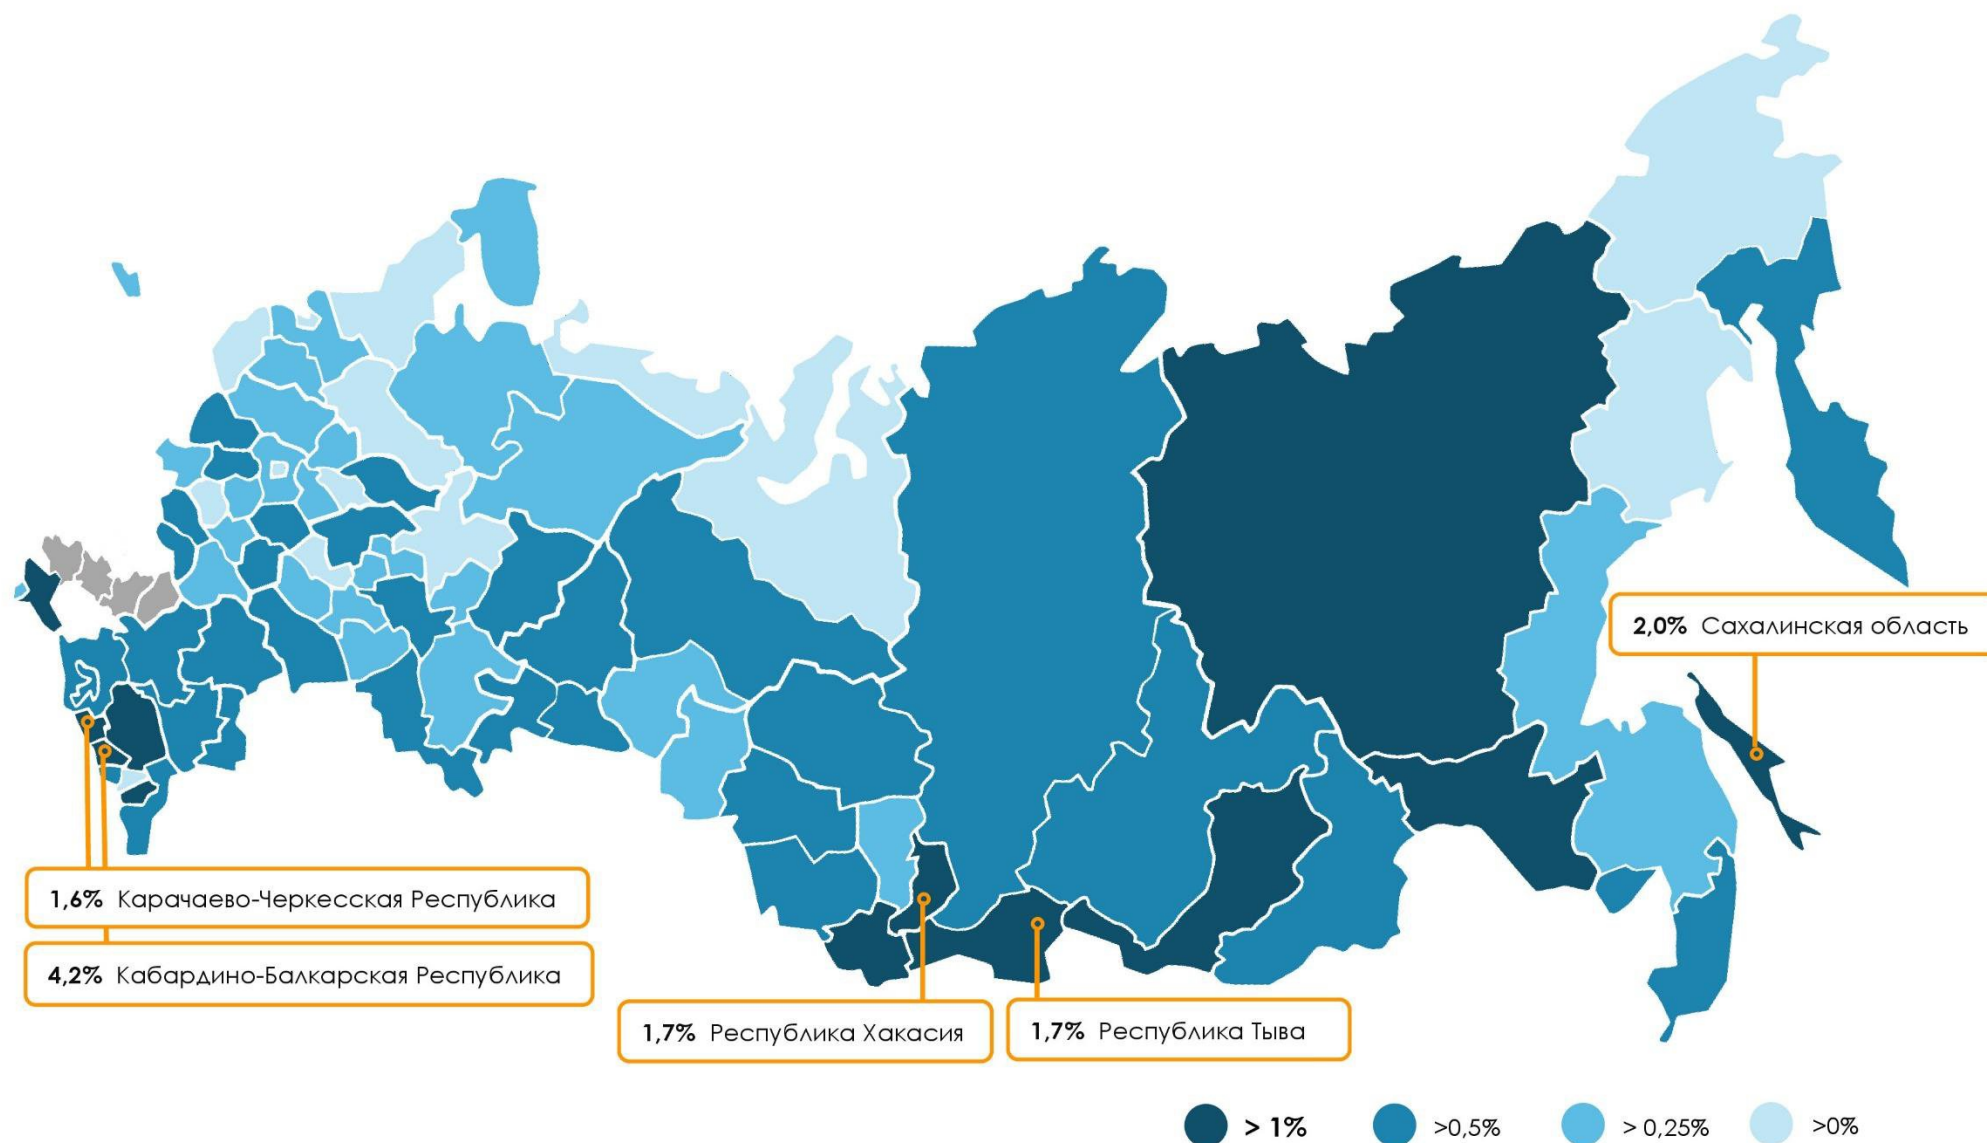 2,0% Сахалинская область
1,6% Карачаево-Черкесская Республика
4,2% Кабардино-Балкарская Республика
1,7% Республика Хакасия
1,7% Республика Тыва
> 1%
>0,5%
> 0,25%
>0%